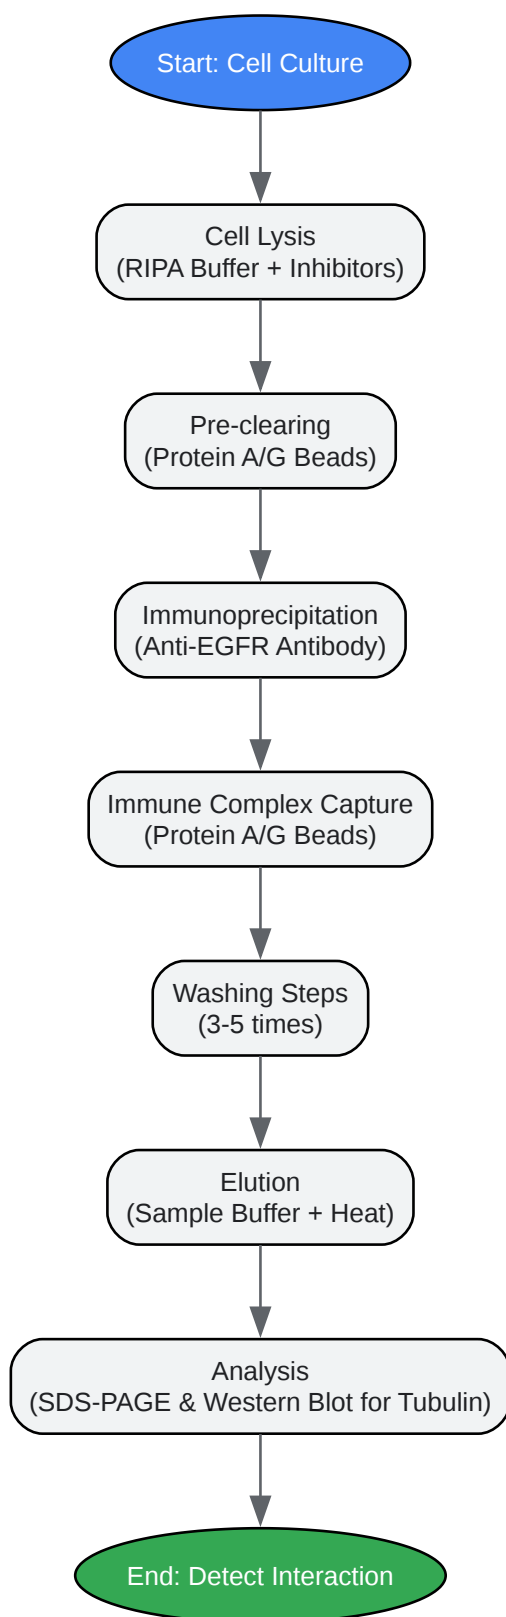 Start: Cell Culture
Cell Lysis
(RIPA Buffer + Inhibitors)
Pre-clearing
(Protein A/G Beads)
Immunoprecipitation
(Anti-EGFR Antibody)
Immune Complex Capture
(Protein A/G Beads)
Washing Steps
(3-5 times)
Elution
(Sample Buffer + Heat)
Analysis
(SDS-PAGE & Western Blot for Tubulin)
End: Detect Interaction